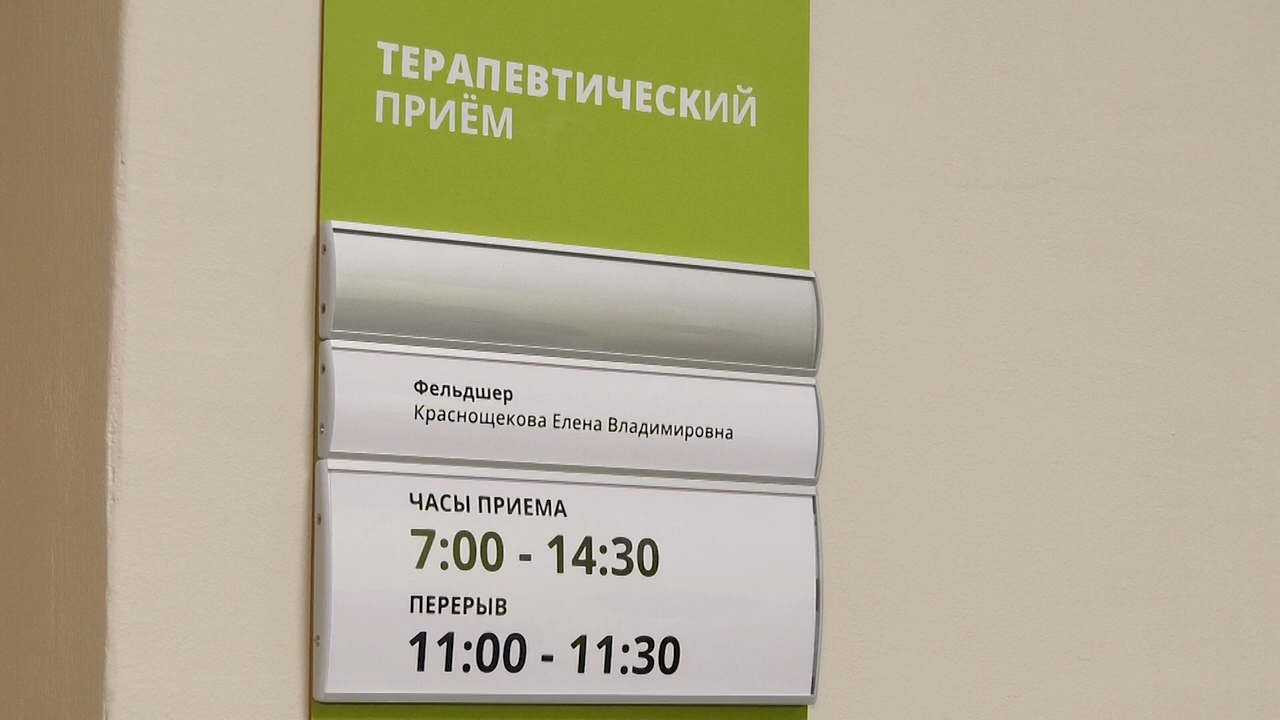 ТЕРАПЕВТИЧЕСКИЙ
ПРИЁМ
Фельдшер
Краснощекова Елена Владимировна
ЧАСЫ ПРИЕМА
7:00 - 14:30
ПЕРЕРЫВ
11:00 - 11:30